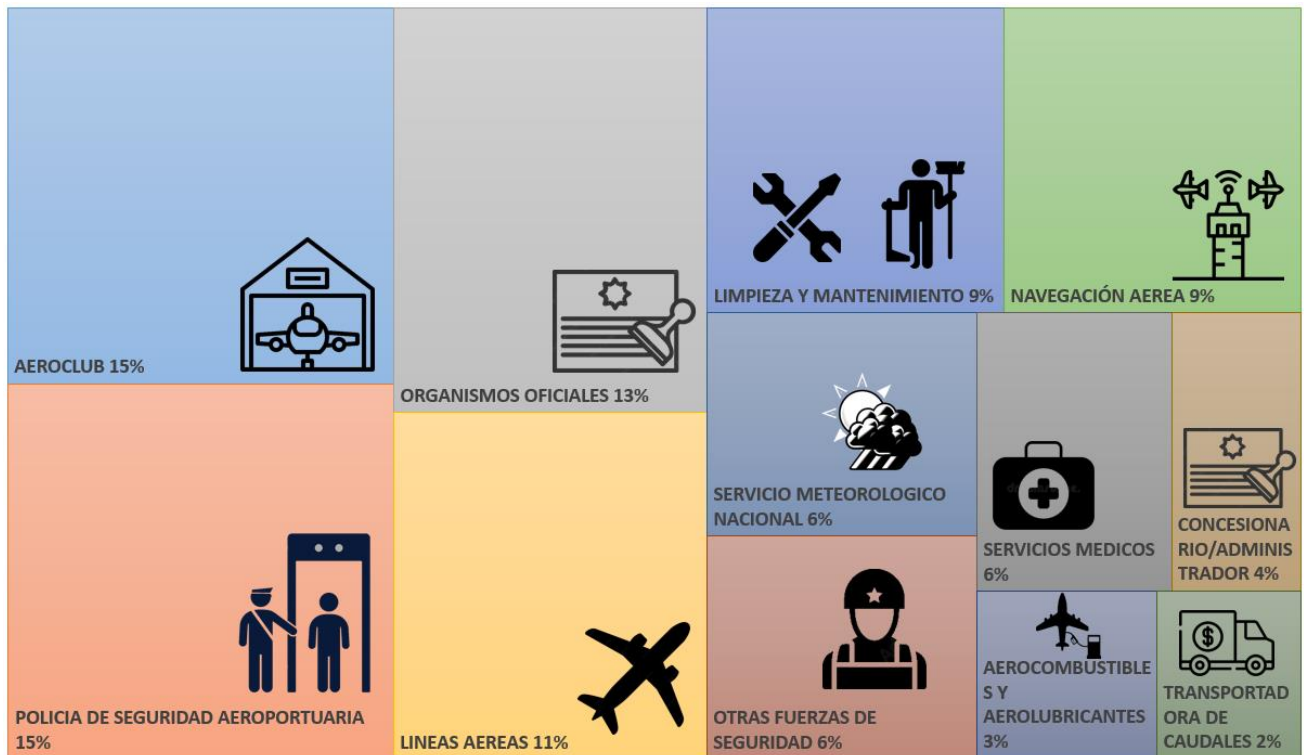 AEROCLUB 15%
ORGANISMOS OFICIALES 13%
LIMPIEZA Y MANTENIMIENTO 9%
NAVEGACIÓN AEREA 9%
POLICIA DE SEGURIDAD AEROPORTUARIA
15%
LINEAS AEREAS 11%
SERVICIO METEOROLOGICO
NACIONAL 6%
SERVICIOS MEDICOS
6%
CONCESIONA
RIO/ADMINIS
TRADOR 4%
OTRAS FUERZAS DE
SEGURIDAD 6%
AEROCOMBUSTIBLE
S Y
AEROLUBRICANTES
3%
$
TRANSPORTAD
ORA DE
CAUDALES 2%